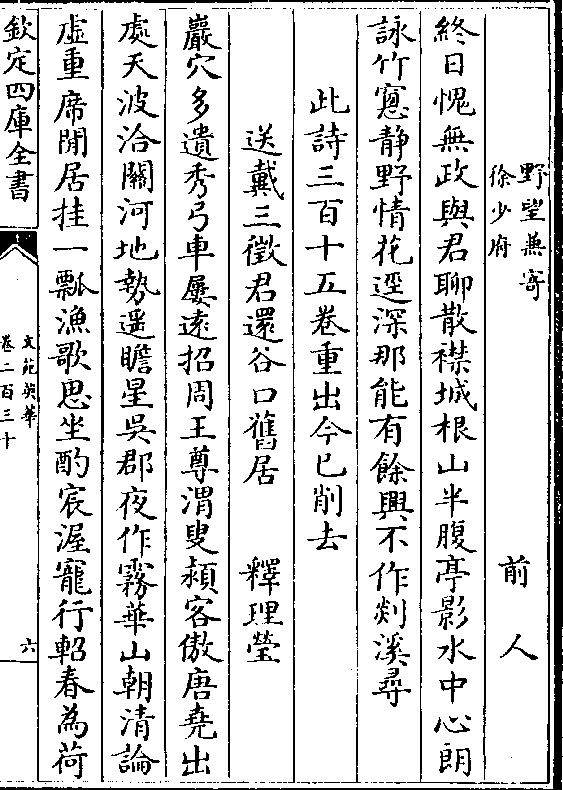 野望兼寄
徐少府
前人
終日愧無政與君聊散襟城根山半腹亭影水中心朗
詠竹窻静野情花逕深那能有餘興不作剡溪尋
此詩三百十五卷重出今已削去
送戴三徵君還谷口舊居 釋理瑩
巖穴多遺秀弓車屢遠招周王尊渭叟潁客傲唐堯出
處天波洽關河地勢遥瞻星吳郡夜作霧華山朝清論
虚重席閒居挂一瓢漁歌思坐酌宸渥寵行軺春為荷
欽定四庫全書
文苑英華
卷二百三十
六